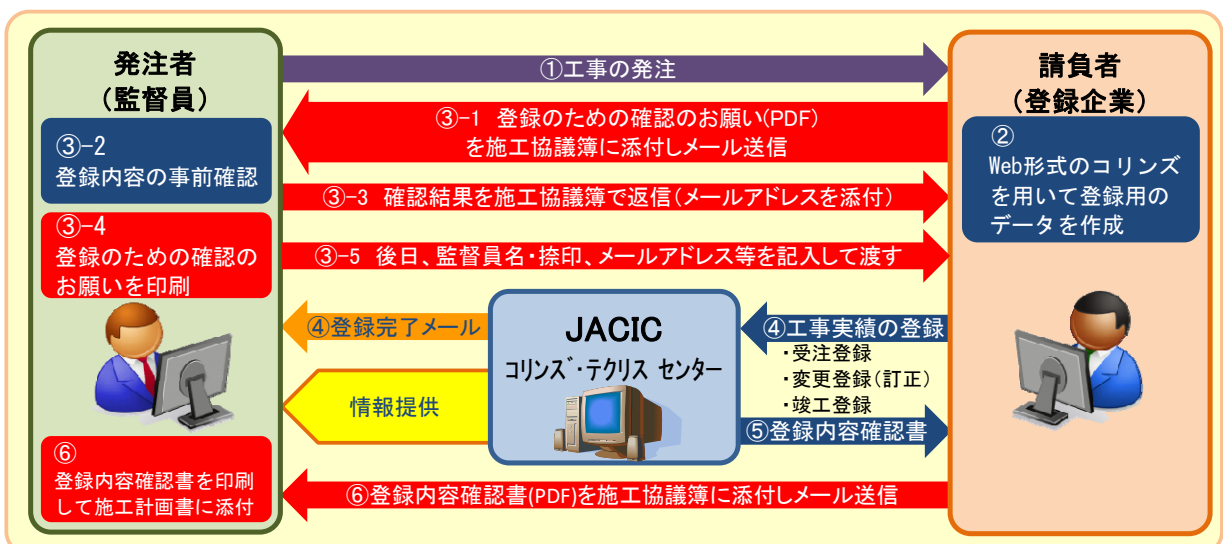 発注者
（監督員）
③-2
登録内容の事前確認
③-4
登録のための確認の
お願いを印刷
⑥
登録内容確認書を印刷
して施工計画書に添付
①工事の発注
③-1 登録のための確認のお願い(PDF)
を施工協議簿に添付しメール送信
③-3 確認結果を施工協議簿で返信（メールアドレスを添付）
③-5 後日、監督員名・捺印、メールアドレス等を記入して渡す
④登録完了メール
情報提供
JACIC
コリンズ・テクリス センター
④工事実績の登録
・受注登録
・変更登録（訂正）
・竣工登録
⑤登録内容確認書
⑥登録内容確認書(PDF)を施工協議簿に添付しメール送信
請負者
（登録企業）
②
Web形式のコリンズ
を用いて登録用の
データを作成